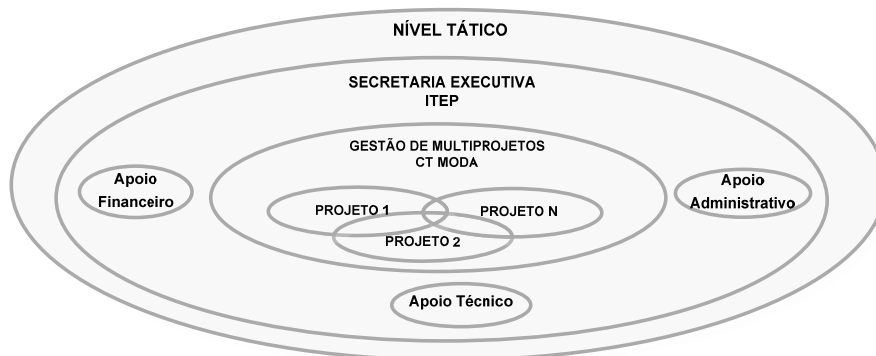 NÍVEL TÁTICO
SECRETARIA EXECUTIVA
ITEP
GESTÃO DE MULTIPROJETOS
CT MODA
Apoio
Financeiro
Apoio
Administrativo
PROJETO 1
PROJETO N
PROJETO 2
Apoio Técnico